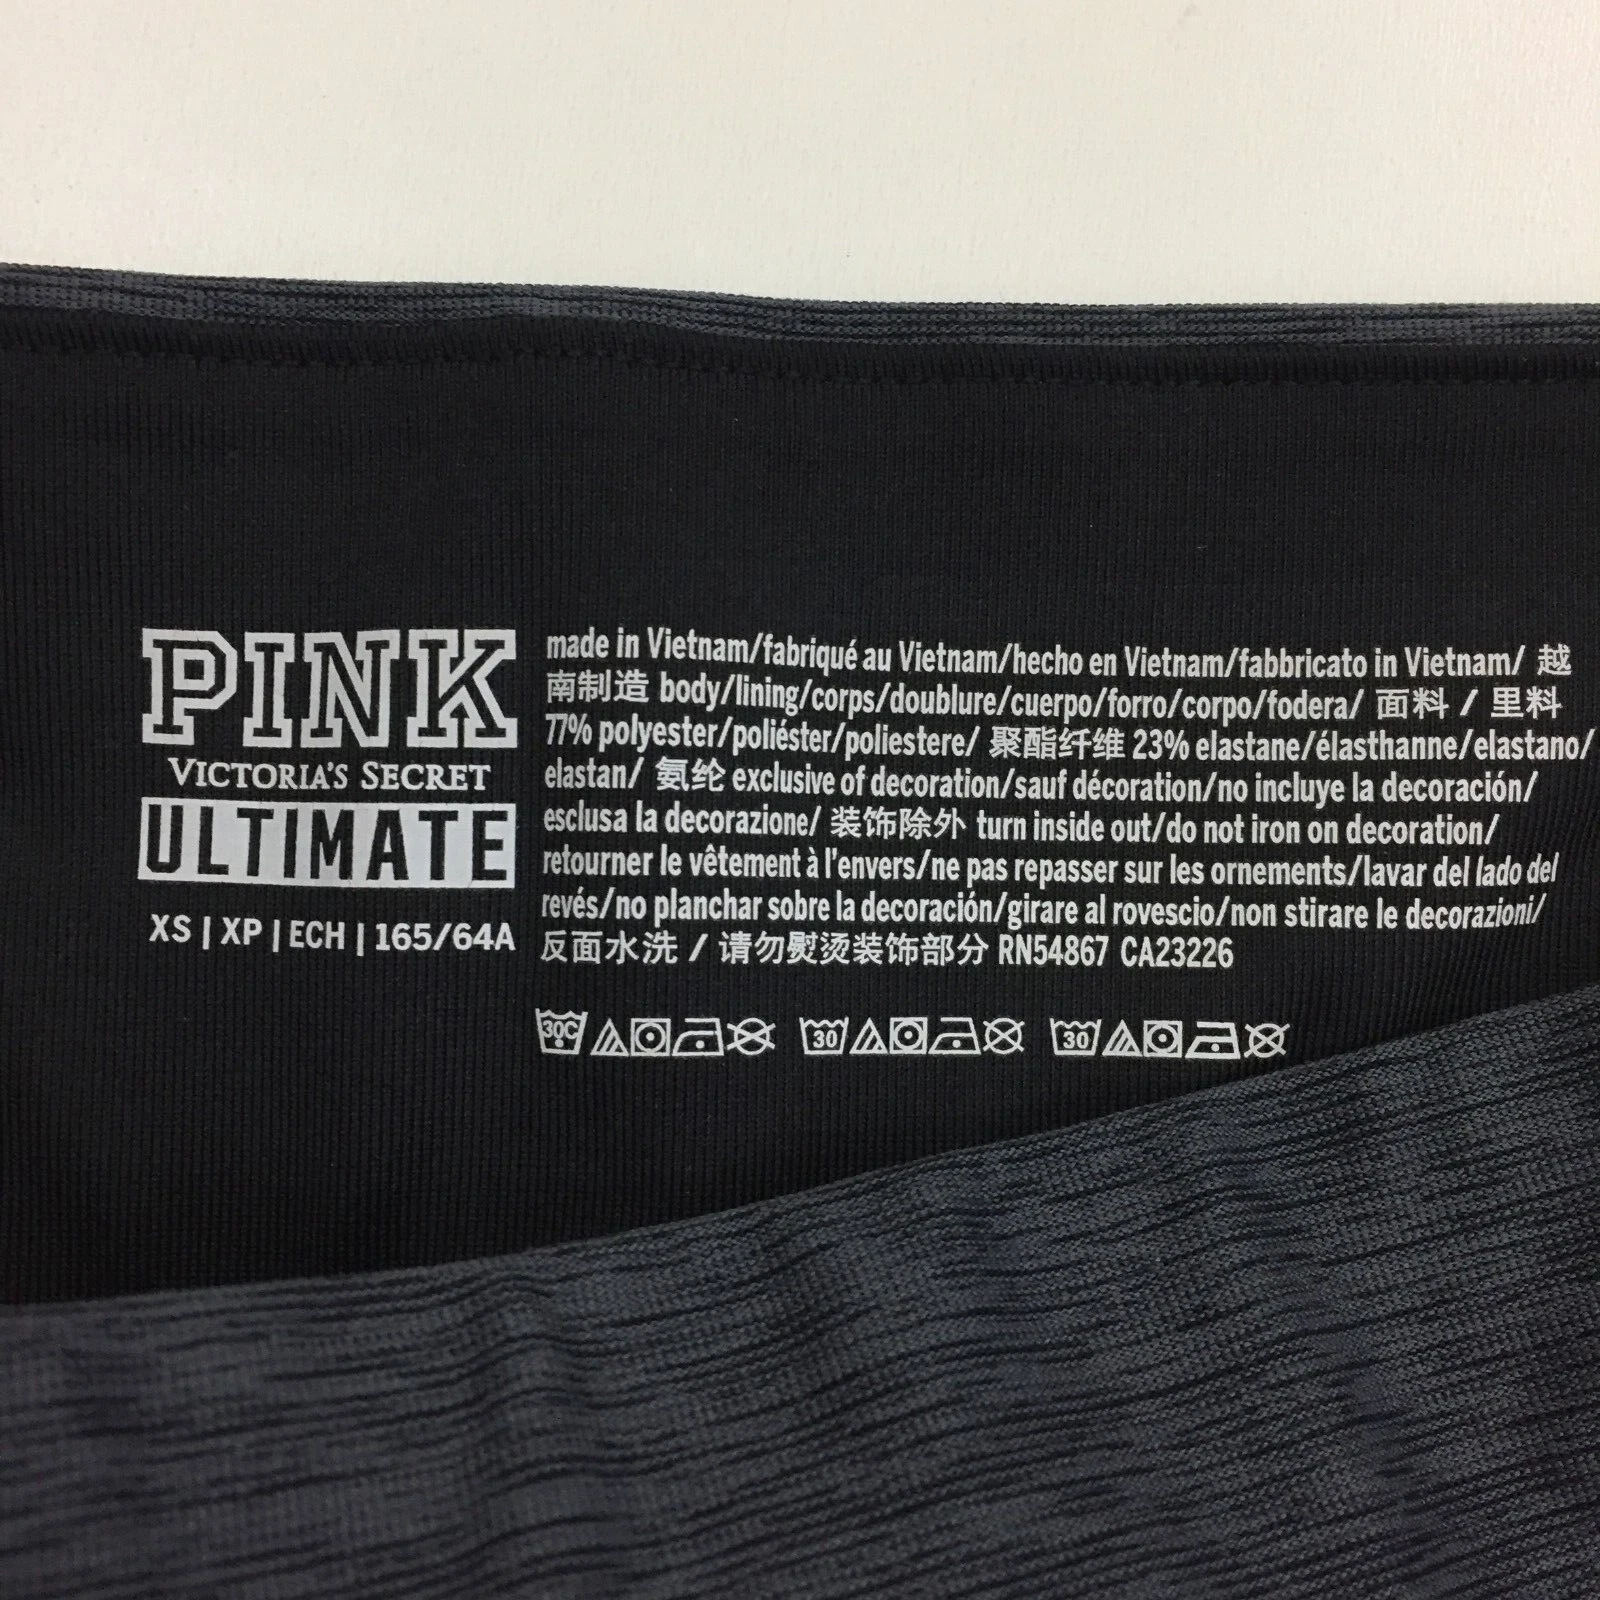 PINK
VICTORIA'S SECRET
ULTIMATE
XS | XP | ECH | 165/64A
made in Vietnam/fabriqué au Vietnam/hecho en Vietnam/fabbricato in Vietnam/ 越
南制造 body/lining/corps/doublure/cuerpo/forro/corpo/fodera/ 面料 / 里料
77% polyester/poliéster/poliestere/ 聚酯纤维 23% elastane/élasthanne/elastano/
elastan/ 氨纶 exclusive of decoration/sauf décoration/no incluye la decoración/
esclusa la decorazione/ 装饰除外 turn inside out/do not iron on decoration/
retourner le vêtement à l'envers/ne pas repasser sur les ornements/lavar del lado del
revés/no planchar sobre la decoración/girare al rovescio/non stirare le decorazioni/
反面水洗 / 请勿熨烫装饰部分 RN54867 CA23226
30C 30 30